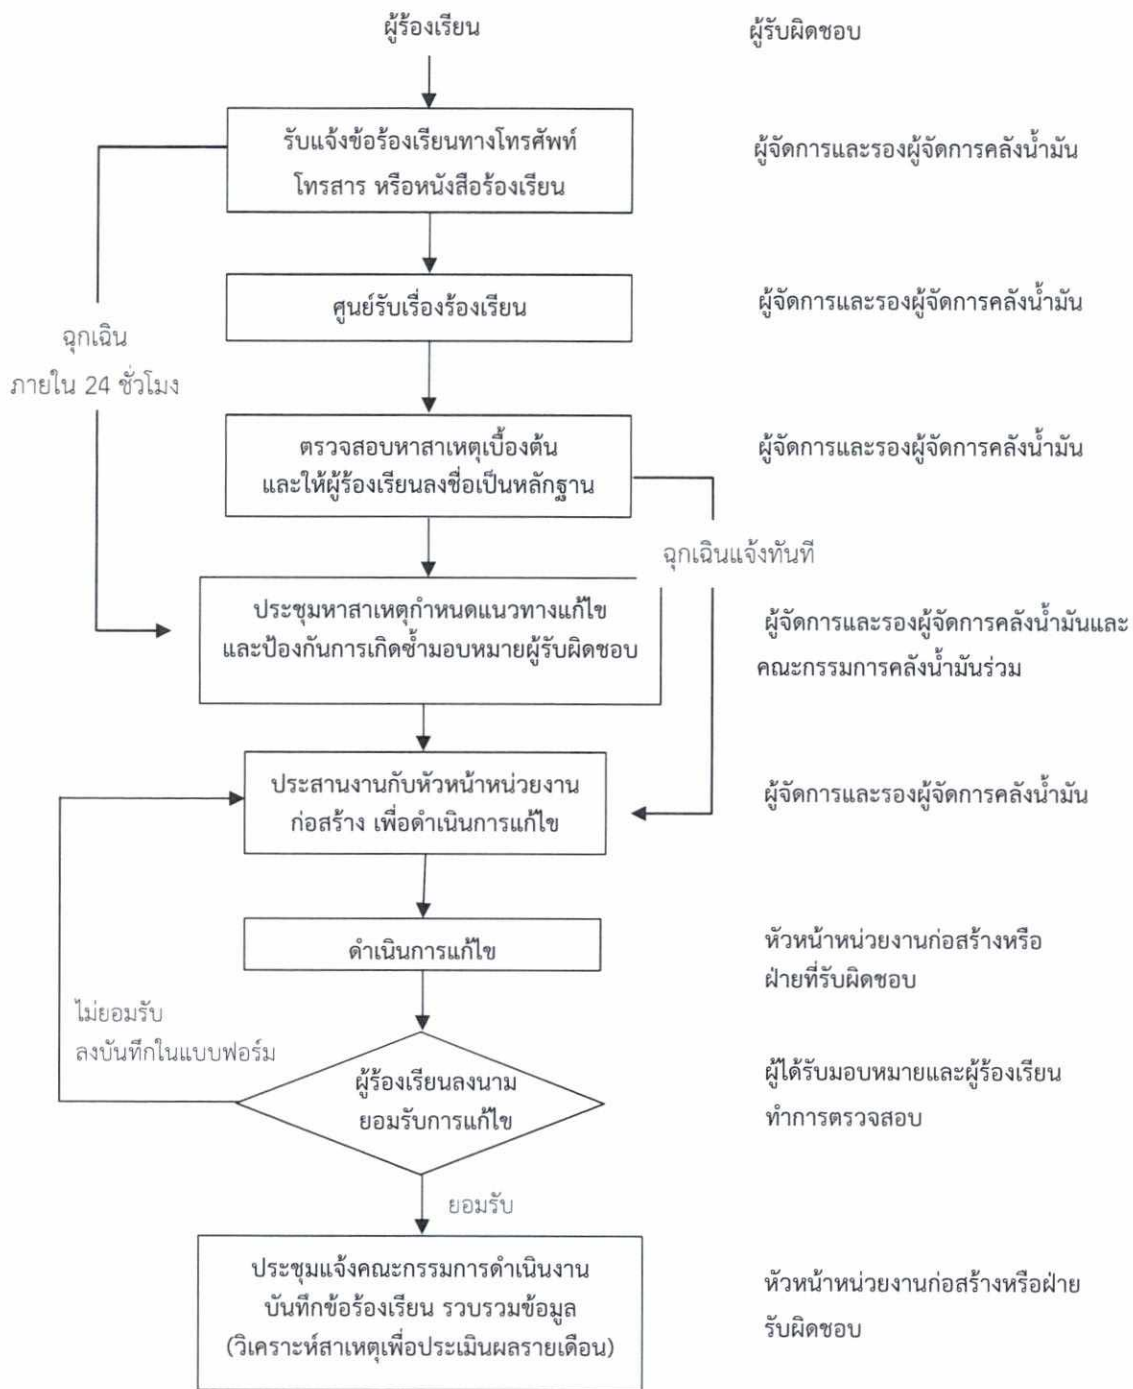 ผู้ร้องเรียน
ผู้รับผิดชอบ
รับแจ้งข้อร้องเรียนทางโทรศัพท์
โทรสาร หรือหนังสือร้องเรียน
ผู้จัดการและรองผู้จัดการคลังน้ำมัน
ศูนย์รับเรื่องร้องเรียน
ผู้จัดการและรองผู้จัดการคลังน้ำมัน
ฉุกเฉิน
ภายใน 24 ชั่วโมง
ตรวจสอบหาสาเหตุเบื้องต้น
และให้ผู้ร้องเรียนลงชื่อเป็นหลักฐาน
ผู้จัดการและรองผู้จัดการคลังน้ำมัน
ฉุกเฉินแจ้งทันที
ประชุมหาสาเหตุกำหนดแนวทางแก้ไข
และป้องกันการเกิดซ้ำมอบหมายผู้รับผิดชอบ
ผู้จัดการและรองผู้จัดการคลังน้ำมันและ
คณะกรรมการคลังน้ำมันร่วม
ประสานงานกับหัวหน้าหน่วยงาน
ก่อสร้าง เพื่อดำเนินการแก้ไข
ผู้จัดการและรองผู้จัดการคลังน้ำมัน
ดำเนินการแก้ไข
หัวหน้าหน่วยงานก่อสร้างหรือ
ฝ่ายที่รับผิดชอบ
ไม่ยอมรับ
ลงบันทึกในแบบฟอร์ม
ผู้ร้องเรียนลงนาม
ยอมรับการแก้ไข
ผู้ได้รับมอบหมายและผู้ร้องเรียน
ทำการตรวจสอบ
ยอมรับ
ประชุมแจ้งคณะกรรมการดำเนินงาน
บันทึกข้อร้องเรียน รวบรวมข้อมูล
(วิเคราะห์สาเหตุเพื่อประเมินผลรายเดือน)
หัวหน้าหน่วยงานก่อสร้างหรือฝ่าย
รับผิดชอบ